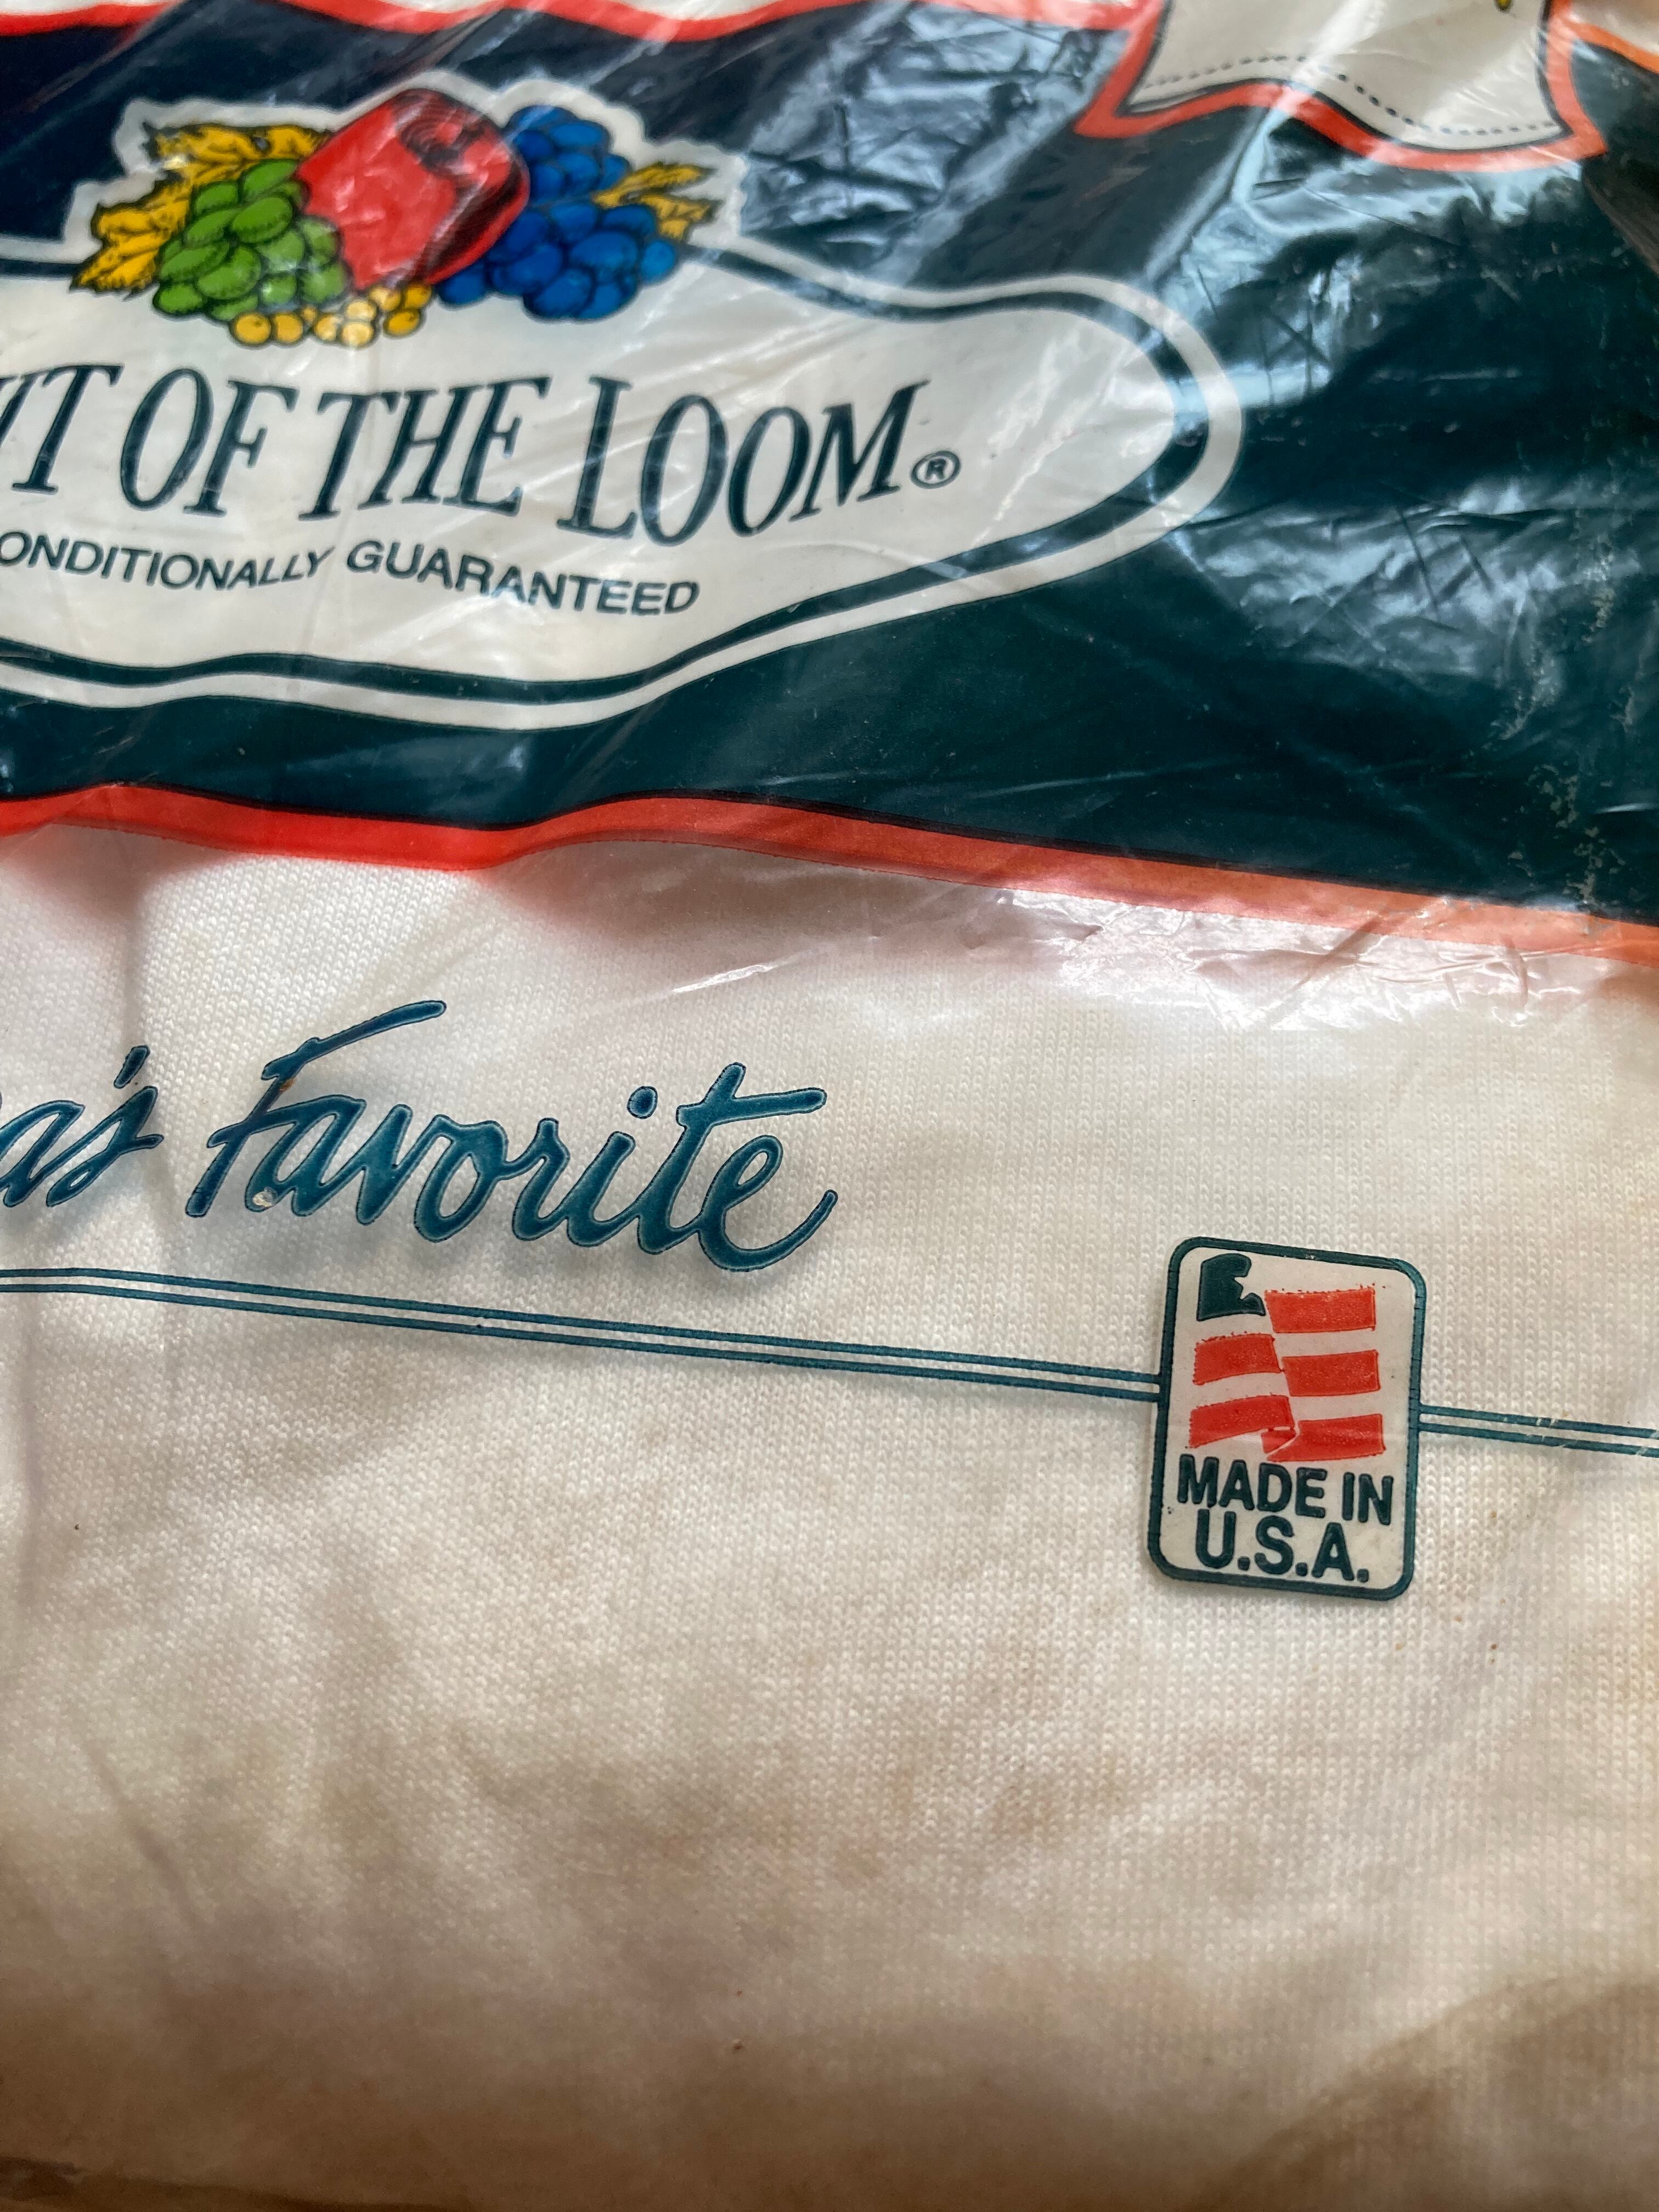 IT OF THE LOOM®
ONDITIONALLY GUARANTEED
a's Favorite
MADE IN
U.S.A.